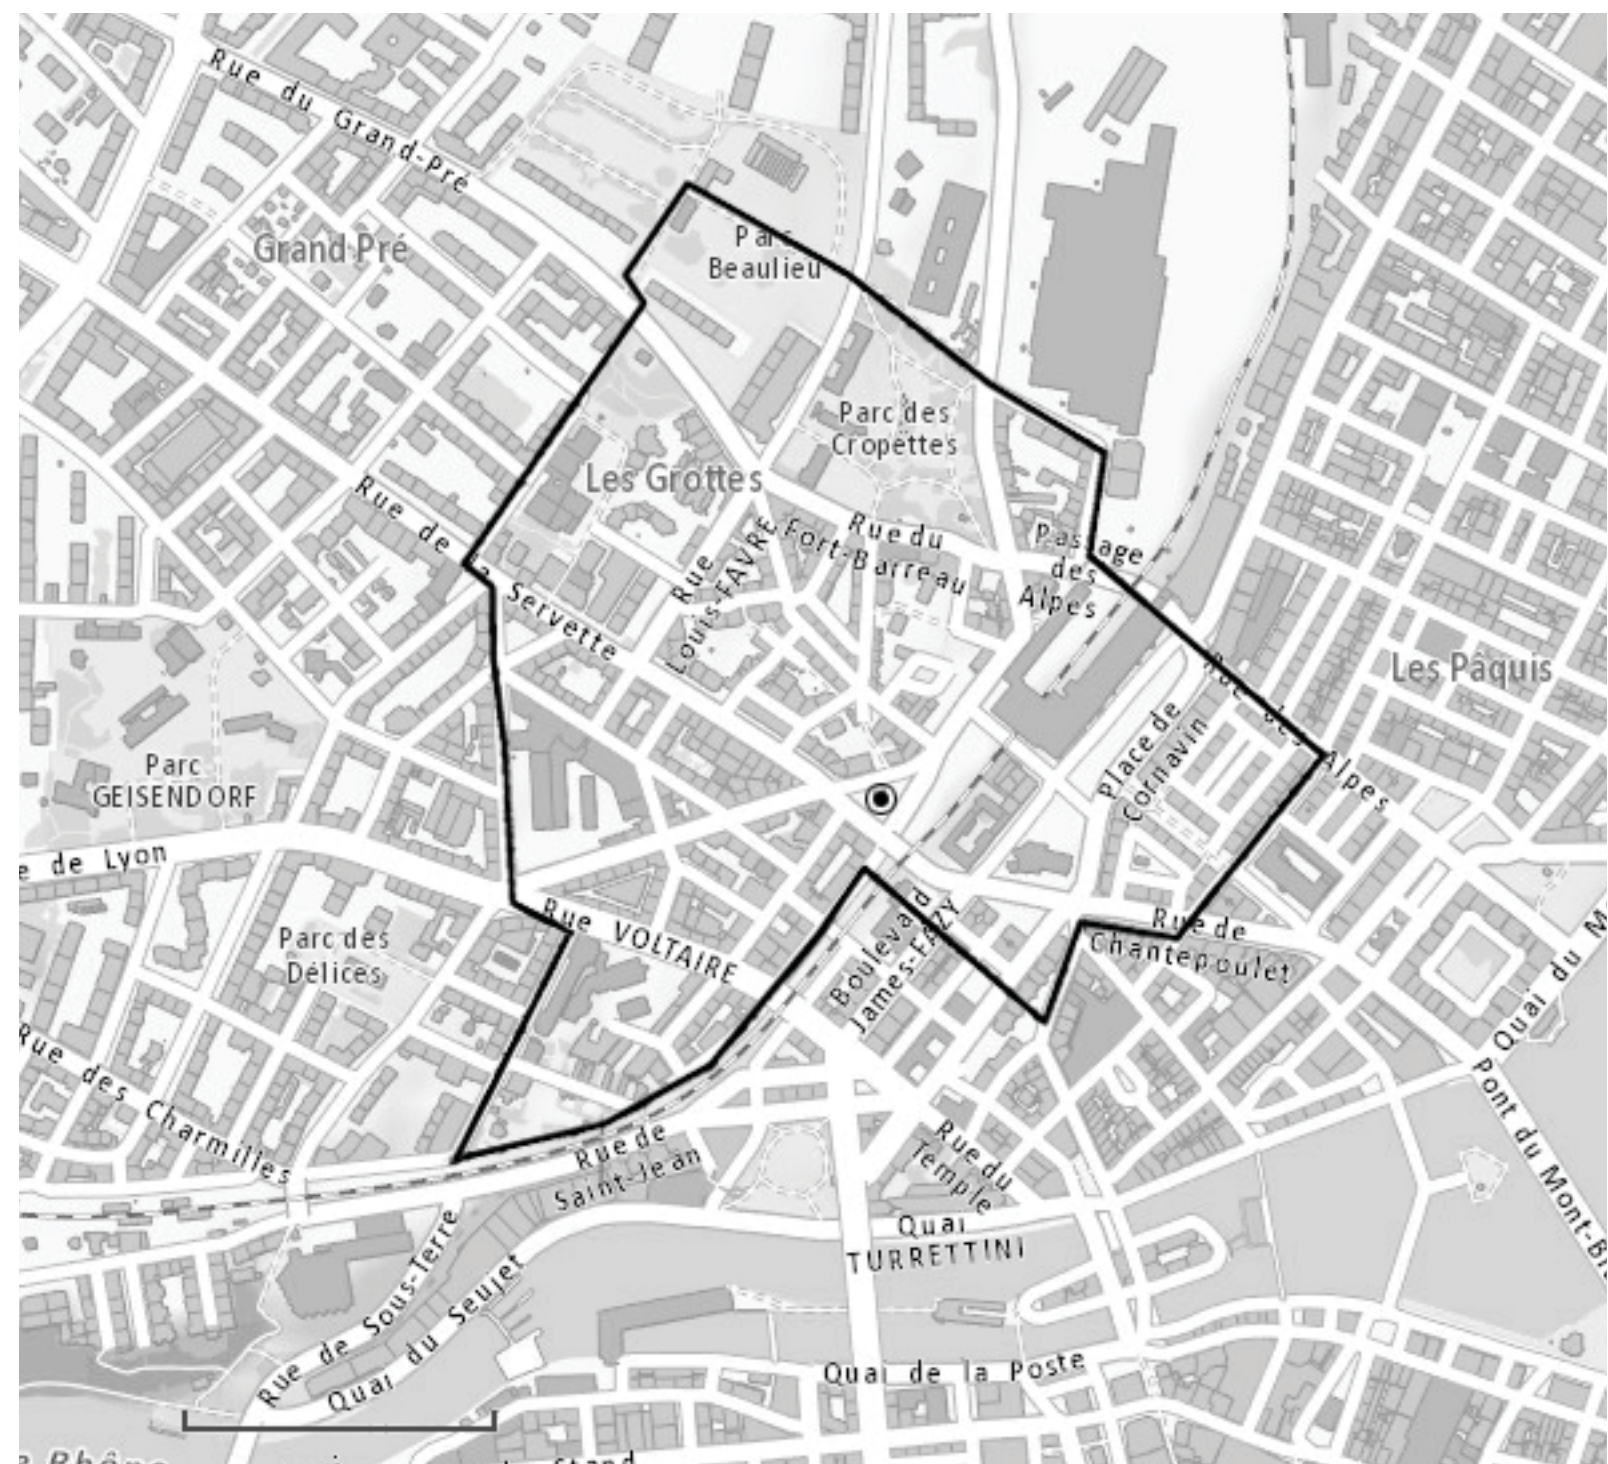 Rue du Grand-Pré
Grand Pré
Parc
Beaulieu
Parc des
Cropettes
Les Grottes
Rue de la Servette
Rue
Louis-FAVRE
Rue du
Fort-Barreau
Passage
des
Alpes
Les Pâquis
Rue des Alpes
Place de
Cornavin
Parc
GEISENDORF
e de Lyon
Parc des
Délices
Rue VOLTAIRE
Boulevard
James-FAZY
Rue de
Chantepoulet
Quai du M
Pont du Mont-Bl
Rue des Charmilles
Rue de
Saint-Jean
Rue du
Temple
Quai
TURRETTINI
Rue de Sous-Terre
Quai du Seujet
Quai de la Poste
Rhône
Stand